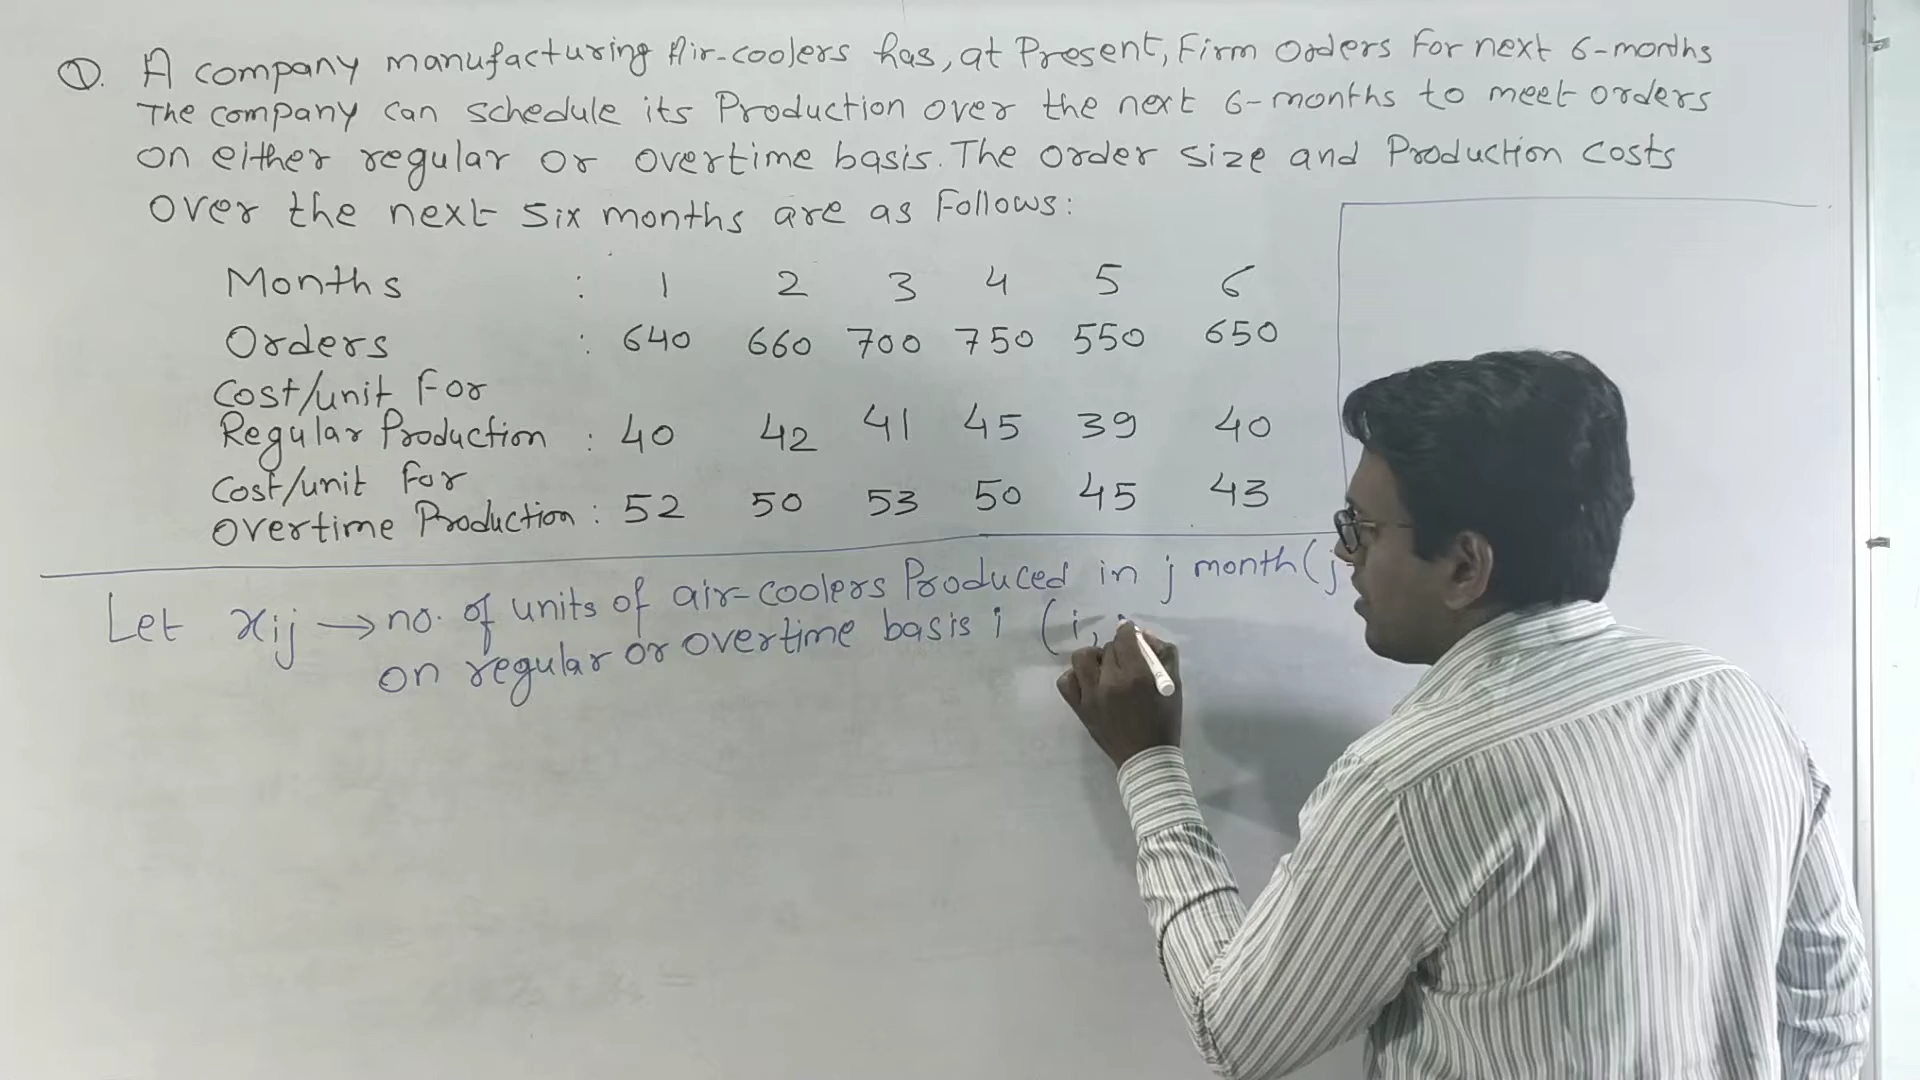 Q. A company manufacturing Air-coolers has, at Present, Firm Orders For next 6-months
The company can schedule its Production over the next 6-months to meet orders
on either regular or overtime basis. The order size and Production costs
over the next six months are as Follows:
Months : 1 2 3 4 5 6
Orders : 640 660 700 750 550 650
Cost/unit For
Regular Production : 40 42 41 45 39 40
Cost/unit For
overtime Production : 52 50 53 50 45 43
Let xij → no. of units of air-coolers Produced in j month (j
on regular or overtime basis i (i,